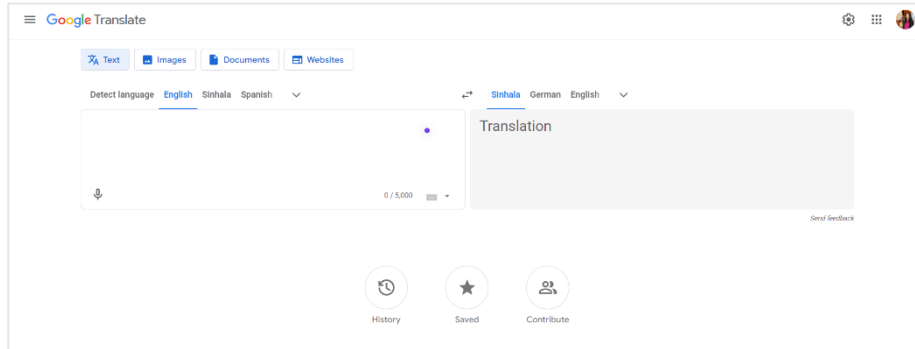 Google Translate
Text Images Documents Websites
Detect language English Sinhala Spanish Sinhala German English
Translation
0 / 5,000
Send feedback
History Saved Contribute